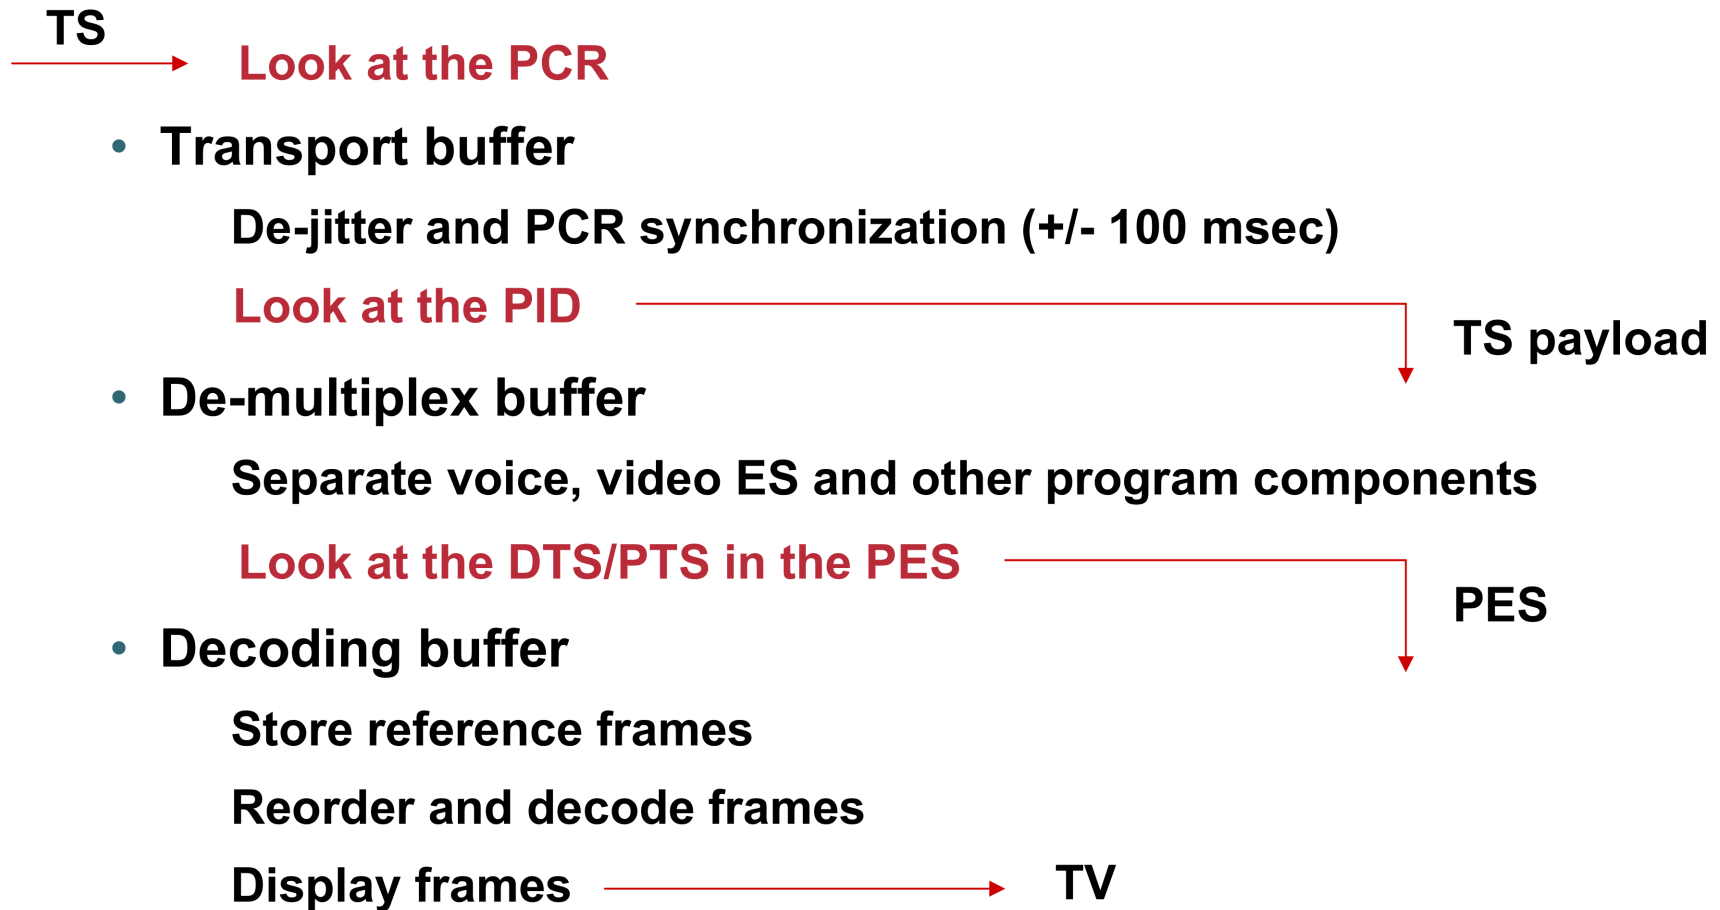 TS
Look at the PCR
• Transport buffer
De-jitter and PCR synchronization (+/- 100 msec)
Look at the PID
TS payload
• De-multiplex buffer
Separate voice, video ES and other program components
Look at the DTS/PTS in the PES
PES
• Decoding buffer
Store reference frames
Reorder and decode frames
Display frames
TV